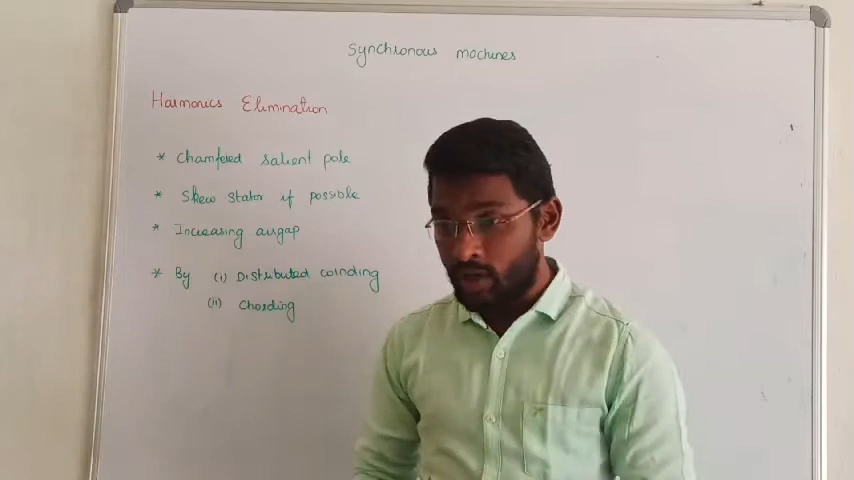 Synchronous machines
Harmonics Elimination
* Chamfered salient pole
* Skew stator if possible
* Increasing airgap
* By (i) Distributed winding
(ii) Chording